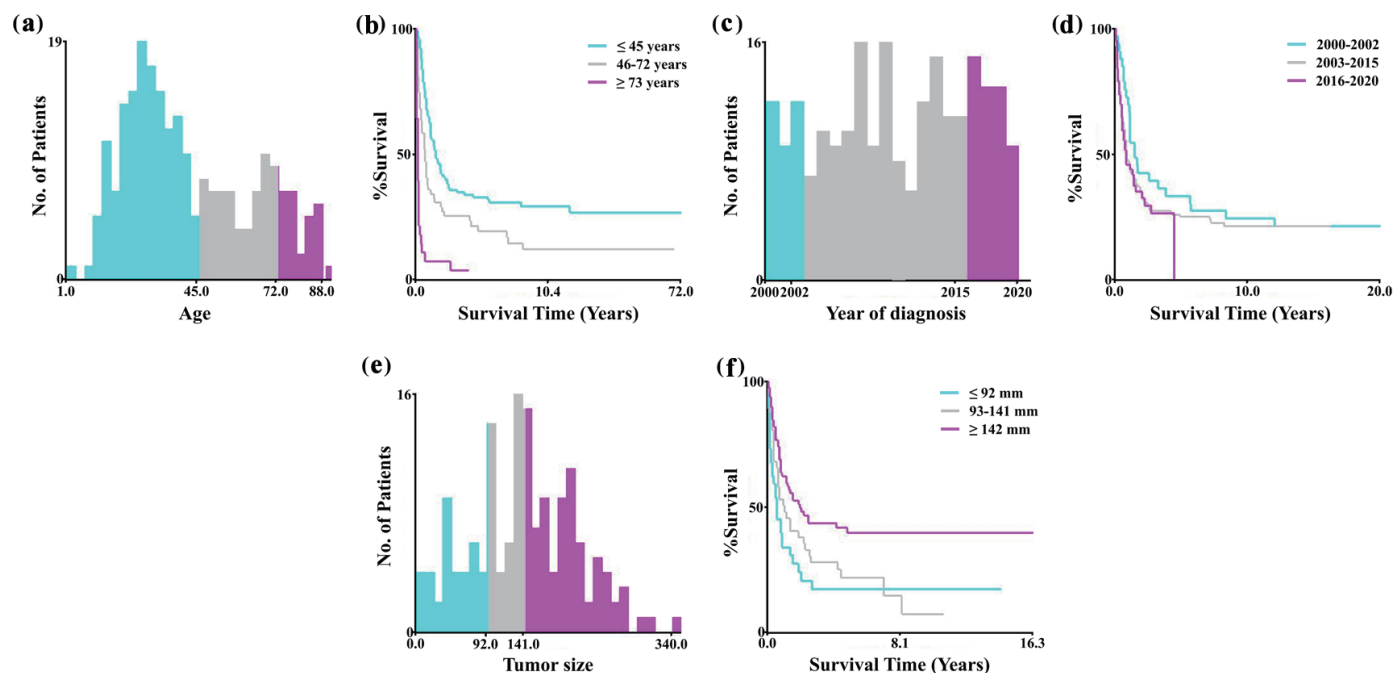 (a)
19
No. of Patients
0
1.0 45.0 72.0 88.0
Age
(b)
100
%Survival
50
0
≤ 45 years
46-72 years
≥ 73 years
0.0 10.4 72.0
Survival Time (Years)
(c)
16
No. of Patients
0
2000 2002 2015 2020
Year of diagnosis
(d)
100
%Survival
50
0
2000-2002
2003-2015
2016-2020
0.0 10.0 20.0
Survival Time (Years)
(e)
16
No. of Patients
0
0.0 92.0 141.0 340.0
Tumor size
(f)
100
%Survival
50
0
≤ 92 mm
93-141 mm
≥ 142 mm
0.0 8.1 16.3
Survival Time (Years)